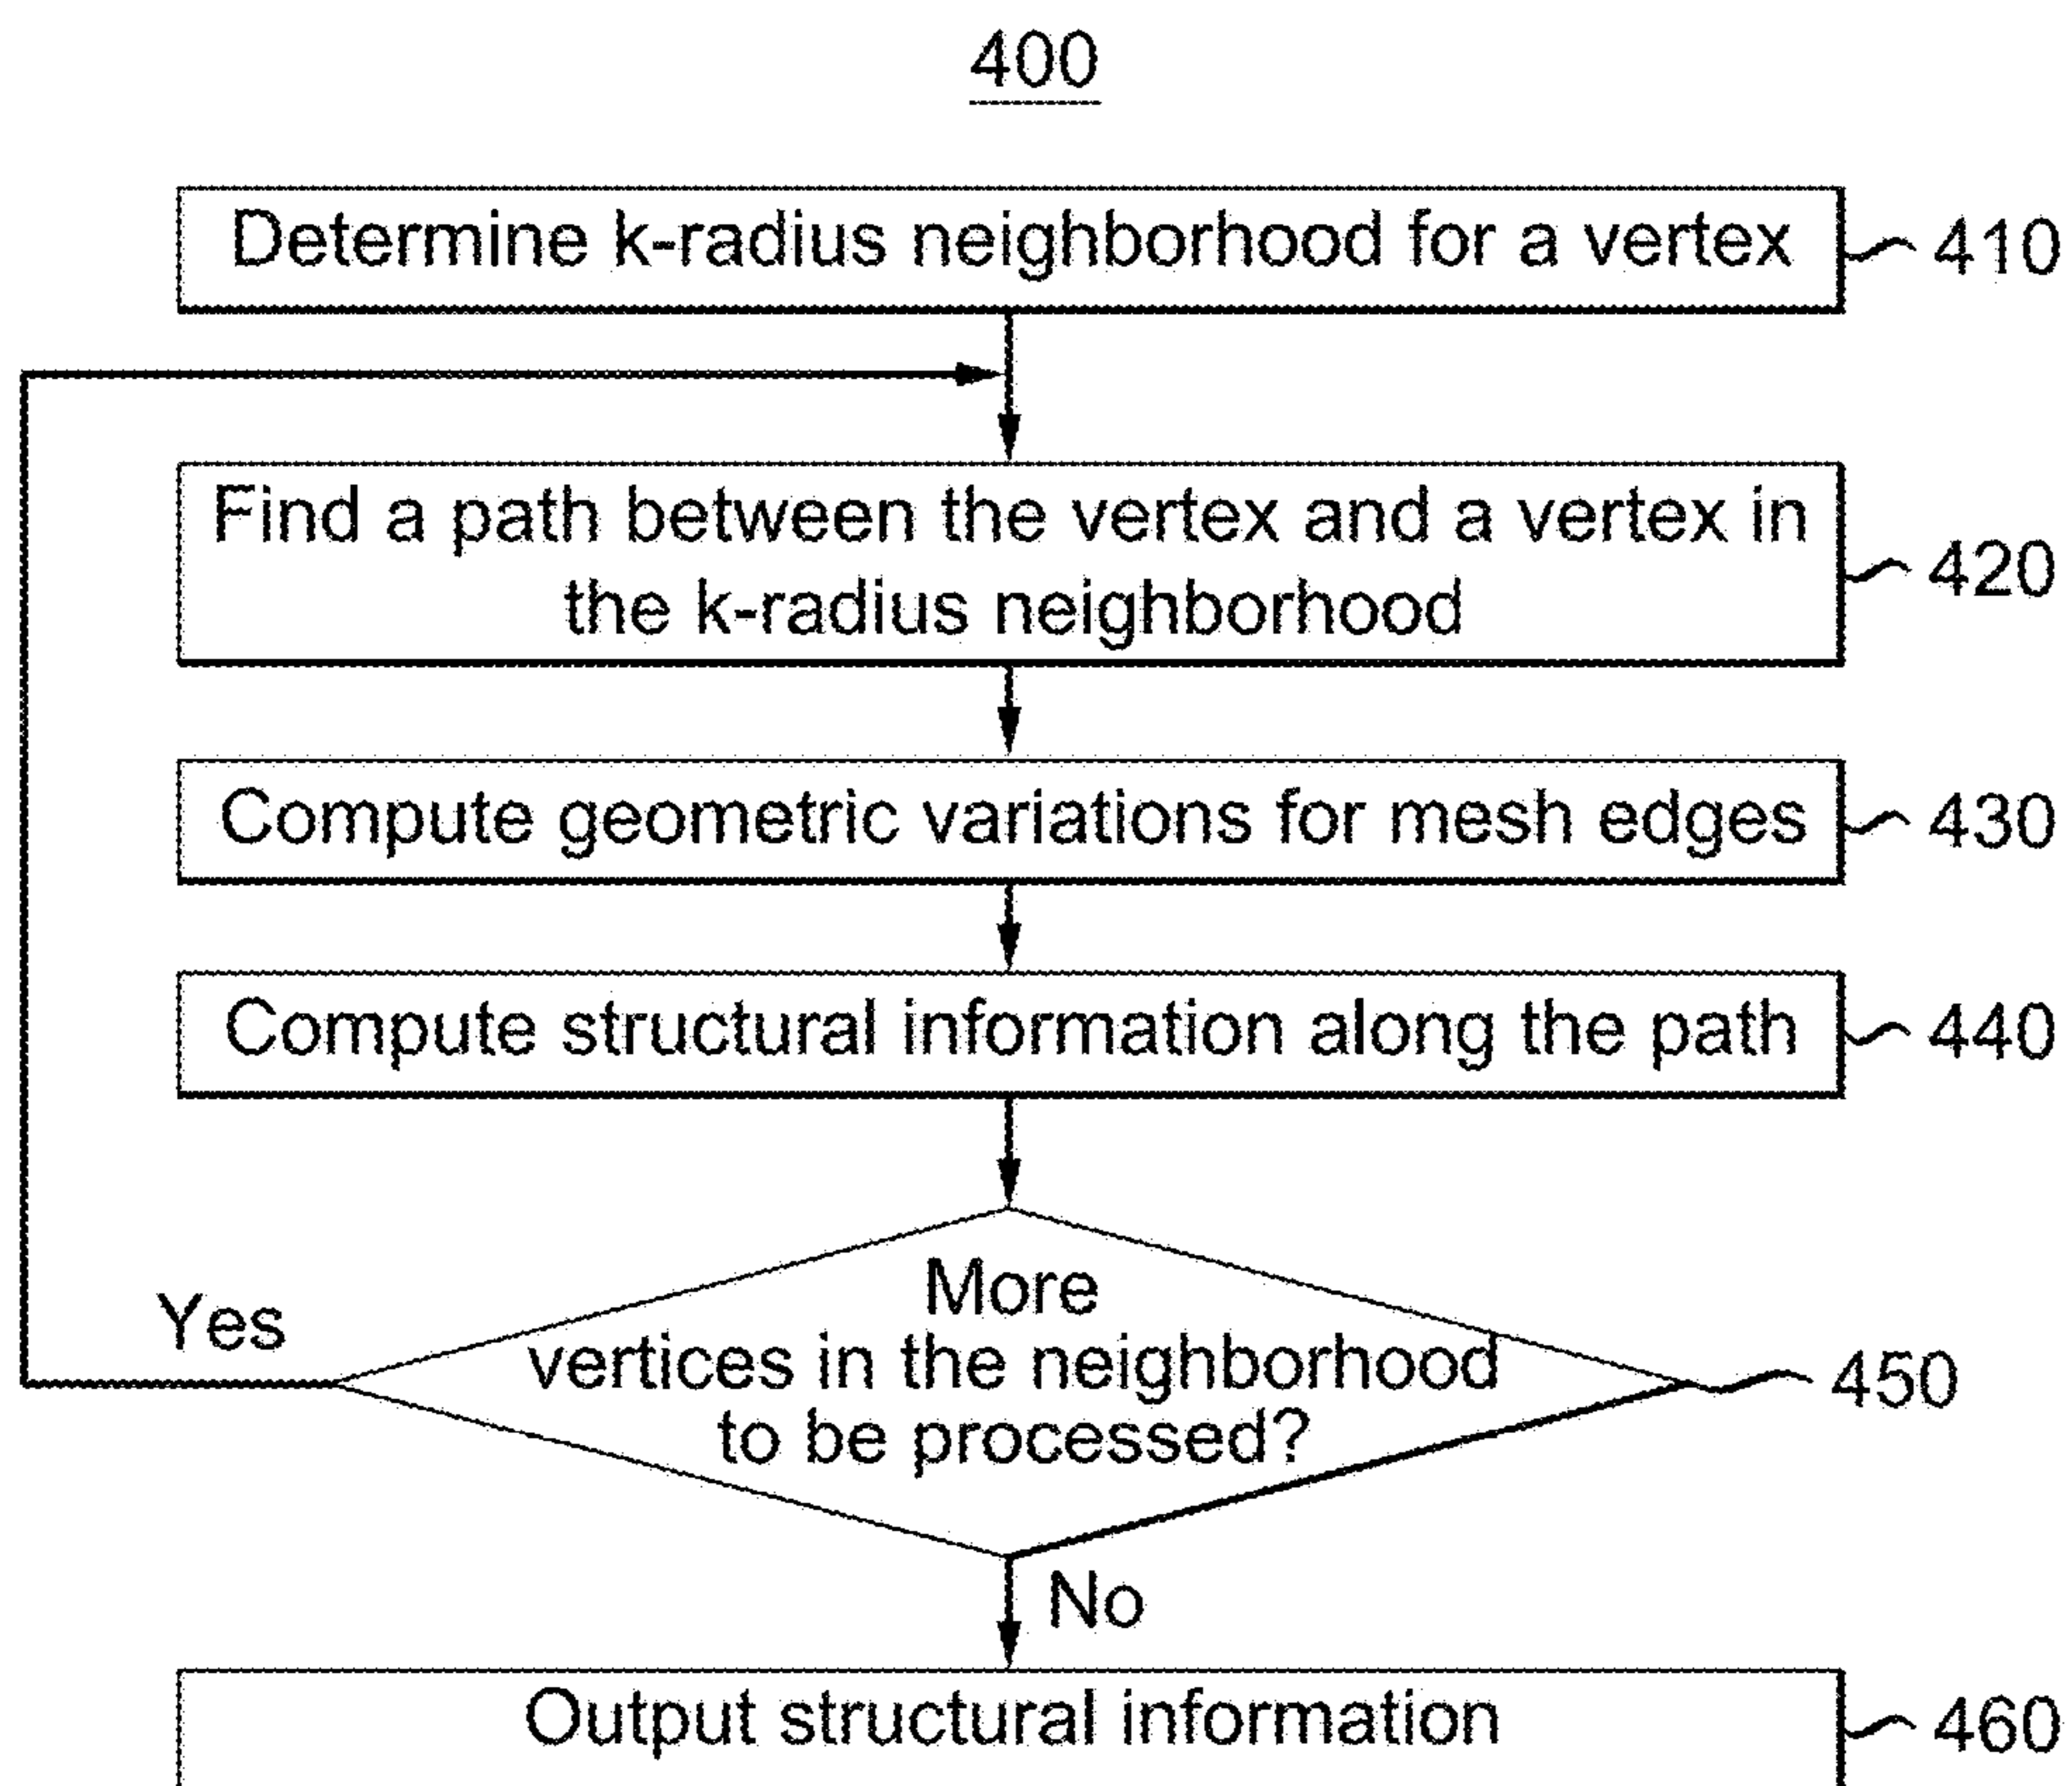 400
Determine k-radius neighborhood for a vertex
410
Find a path between the vertex and a vertex in
the k-radius neighborhood
420
Compute geometric variations for mesh edges
430
Compute structural information along the path
440
More
vertices in the neighborhood
to be processed?
Yes
450
No
Output structural information
460